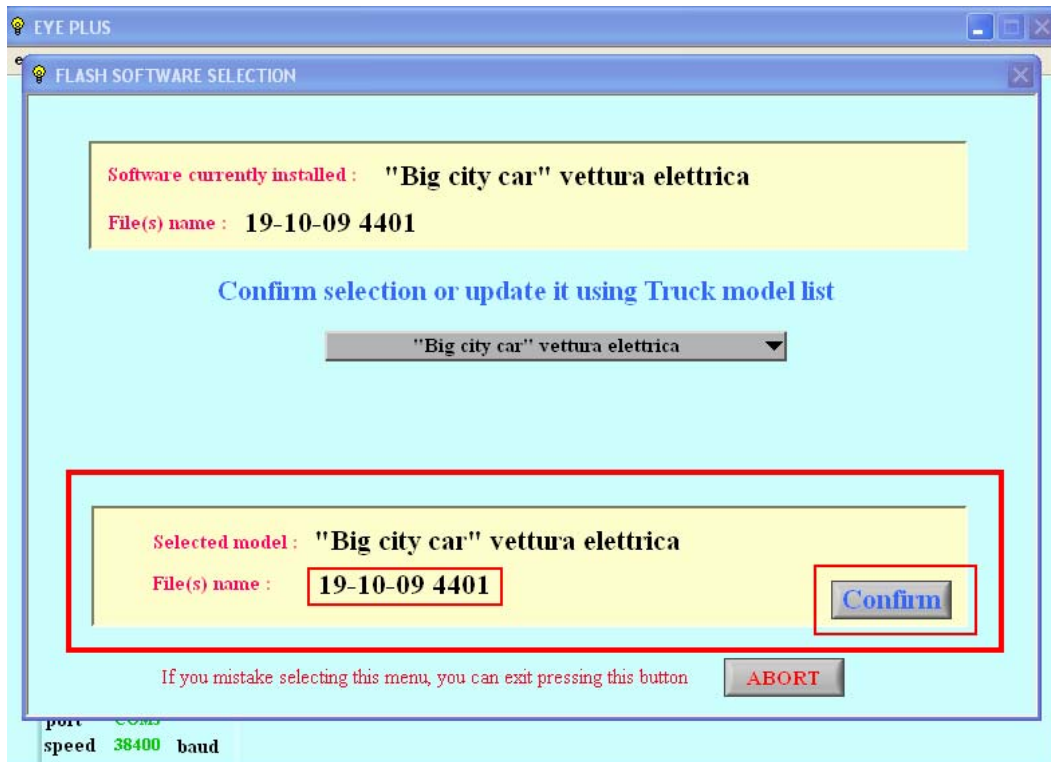 EYE PLUS
e
FLASH SOFTWARE SELECTION
Software currently installed : "Big city car" vettura elettrica
File(s) name : 19-10-09 4401
Confirm selection or update it using Truck model list
"Big city car" vettura elettrica
Selected model : "Big city car" vettura elettrica
File(s) name : 19-10-09 4401
Confirm
If you mistake selecting this menu, you can exit pressing this button ABORT
port
speed 38400 baud